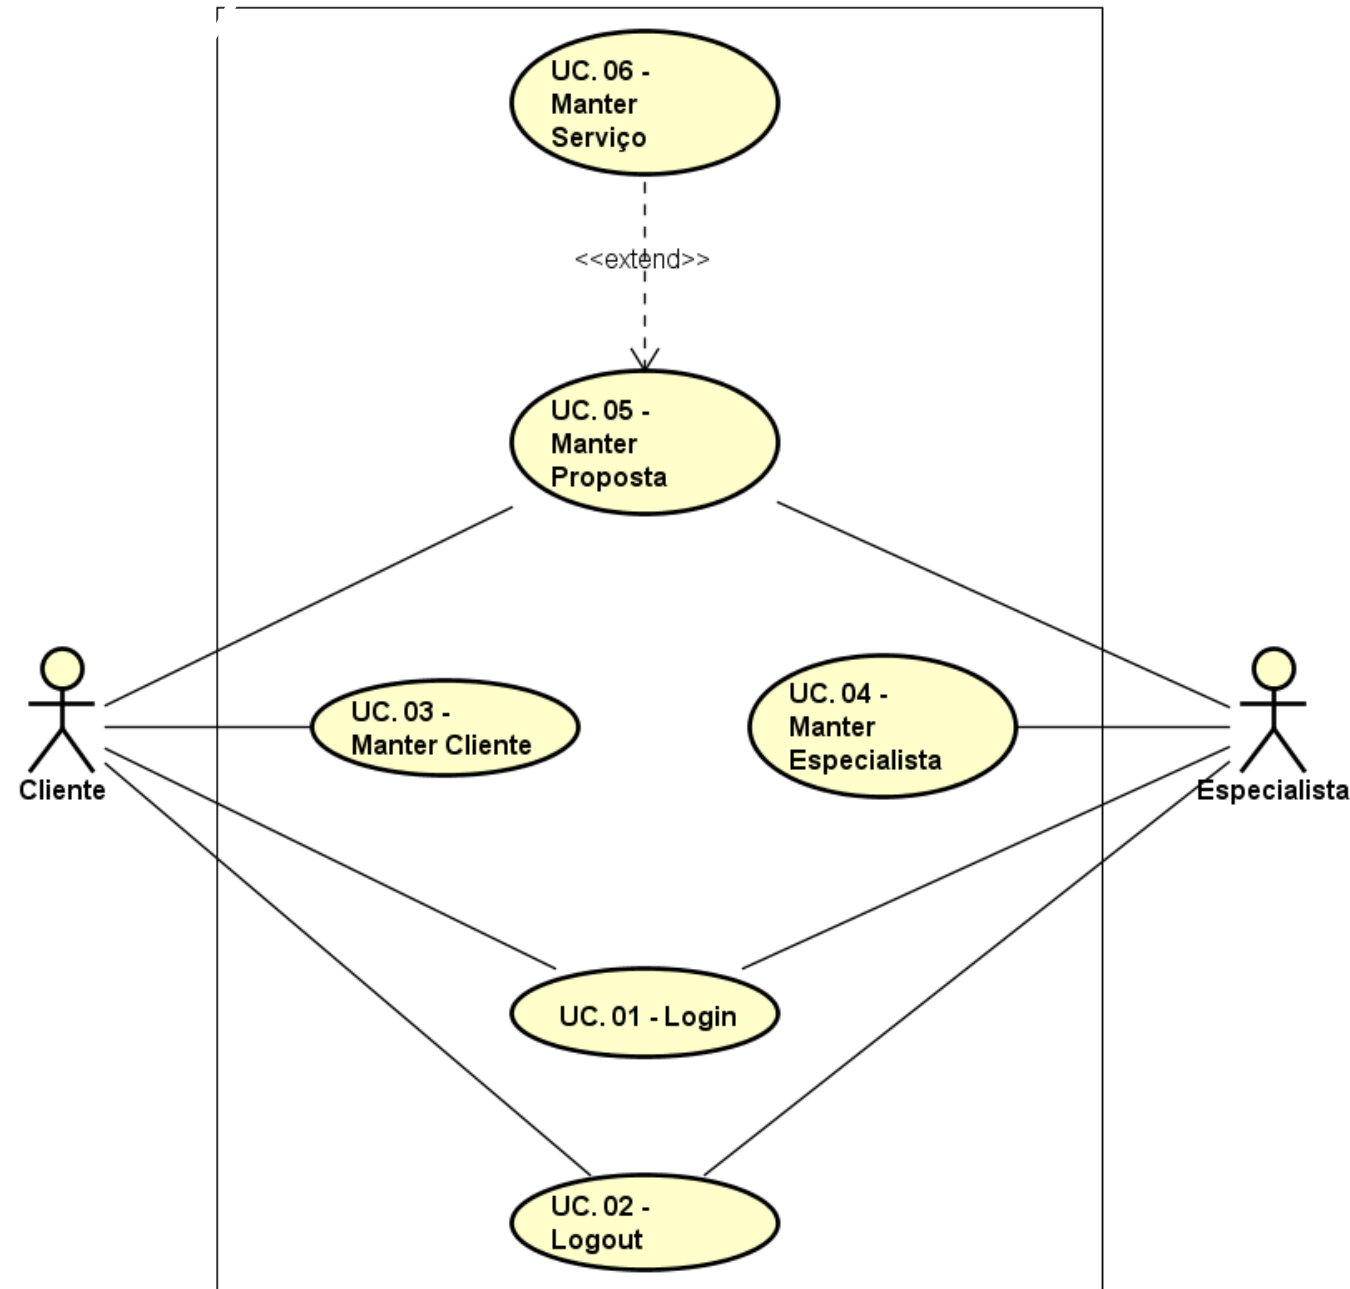 UC. 06 -
Manter
Serviço
<<extend>>
UC. 05 -
Manter
Proposta
UC. 03 -
Manter Cliente
UC. 04 -
Manter
Especialista
Cliente
Especialista
UC. 01 - Login
UC. 02 -
Logout